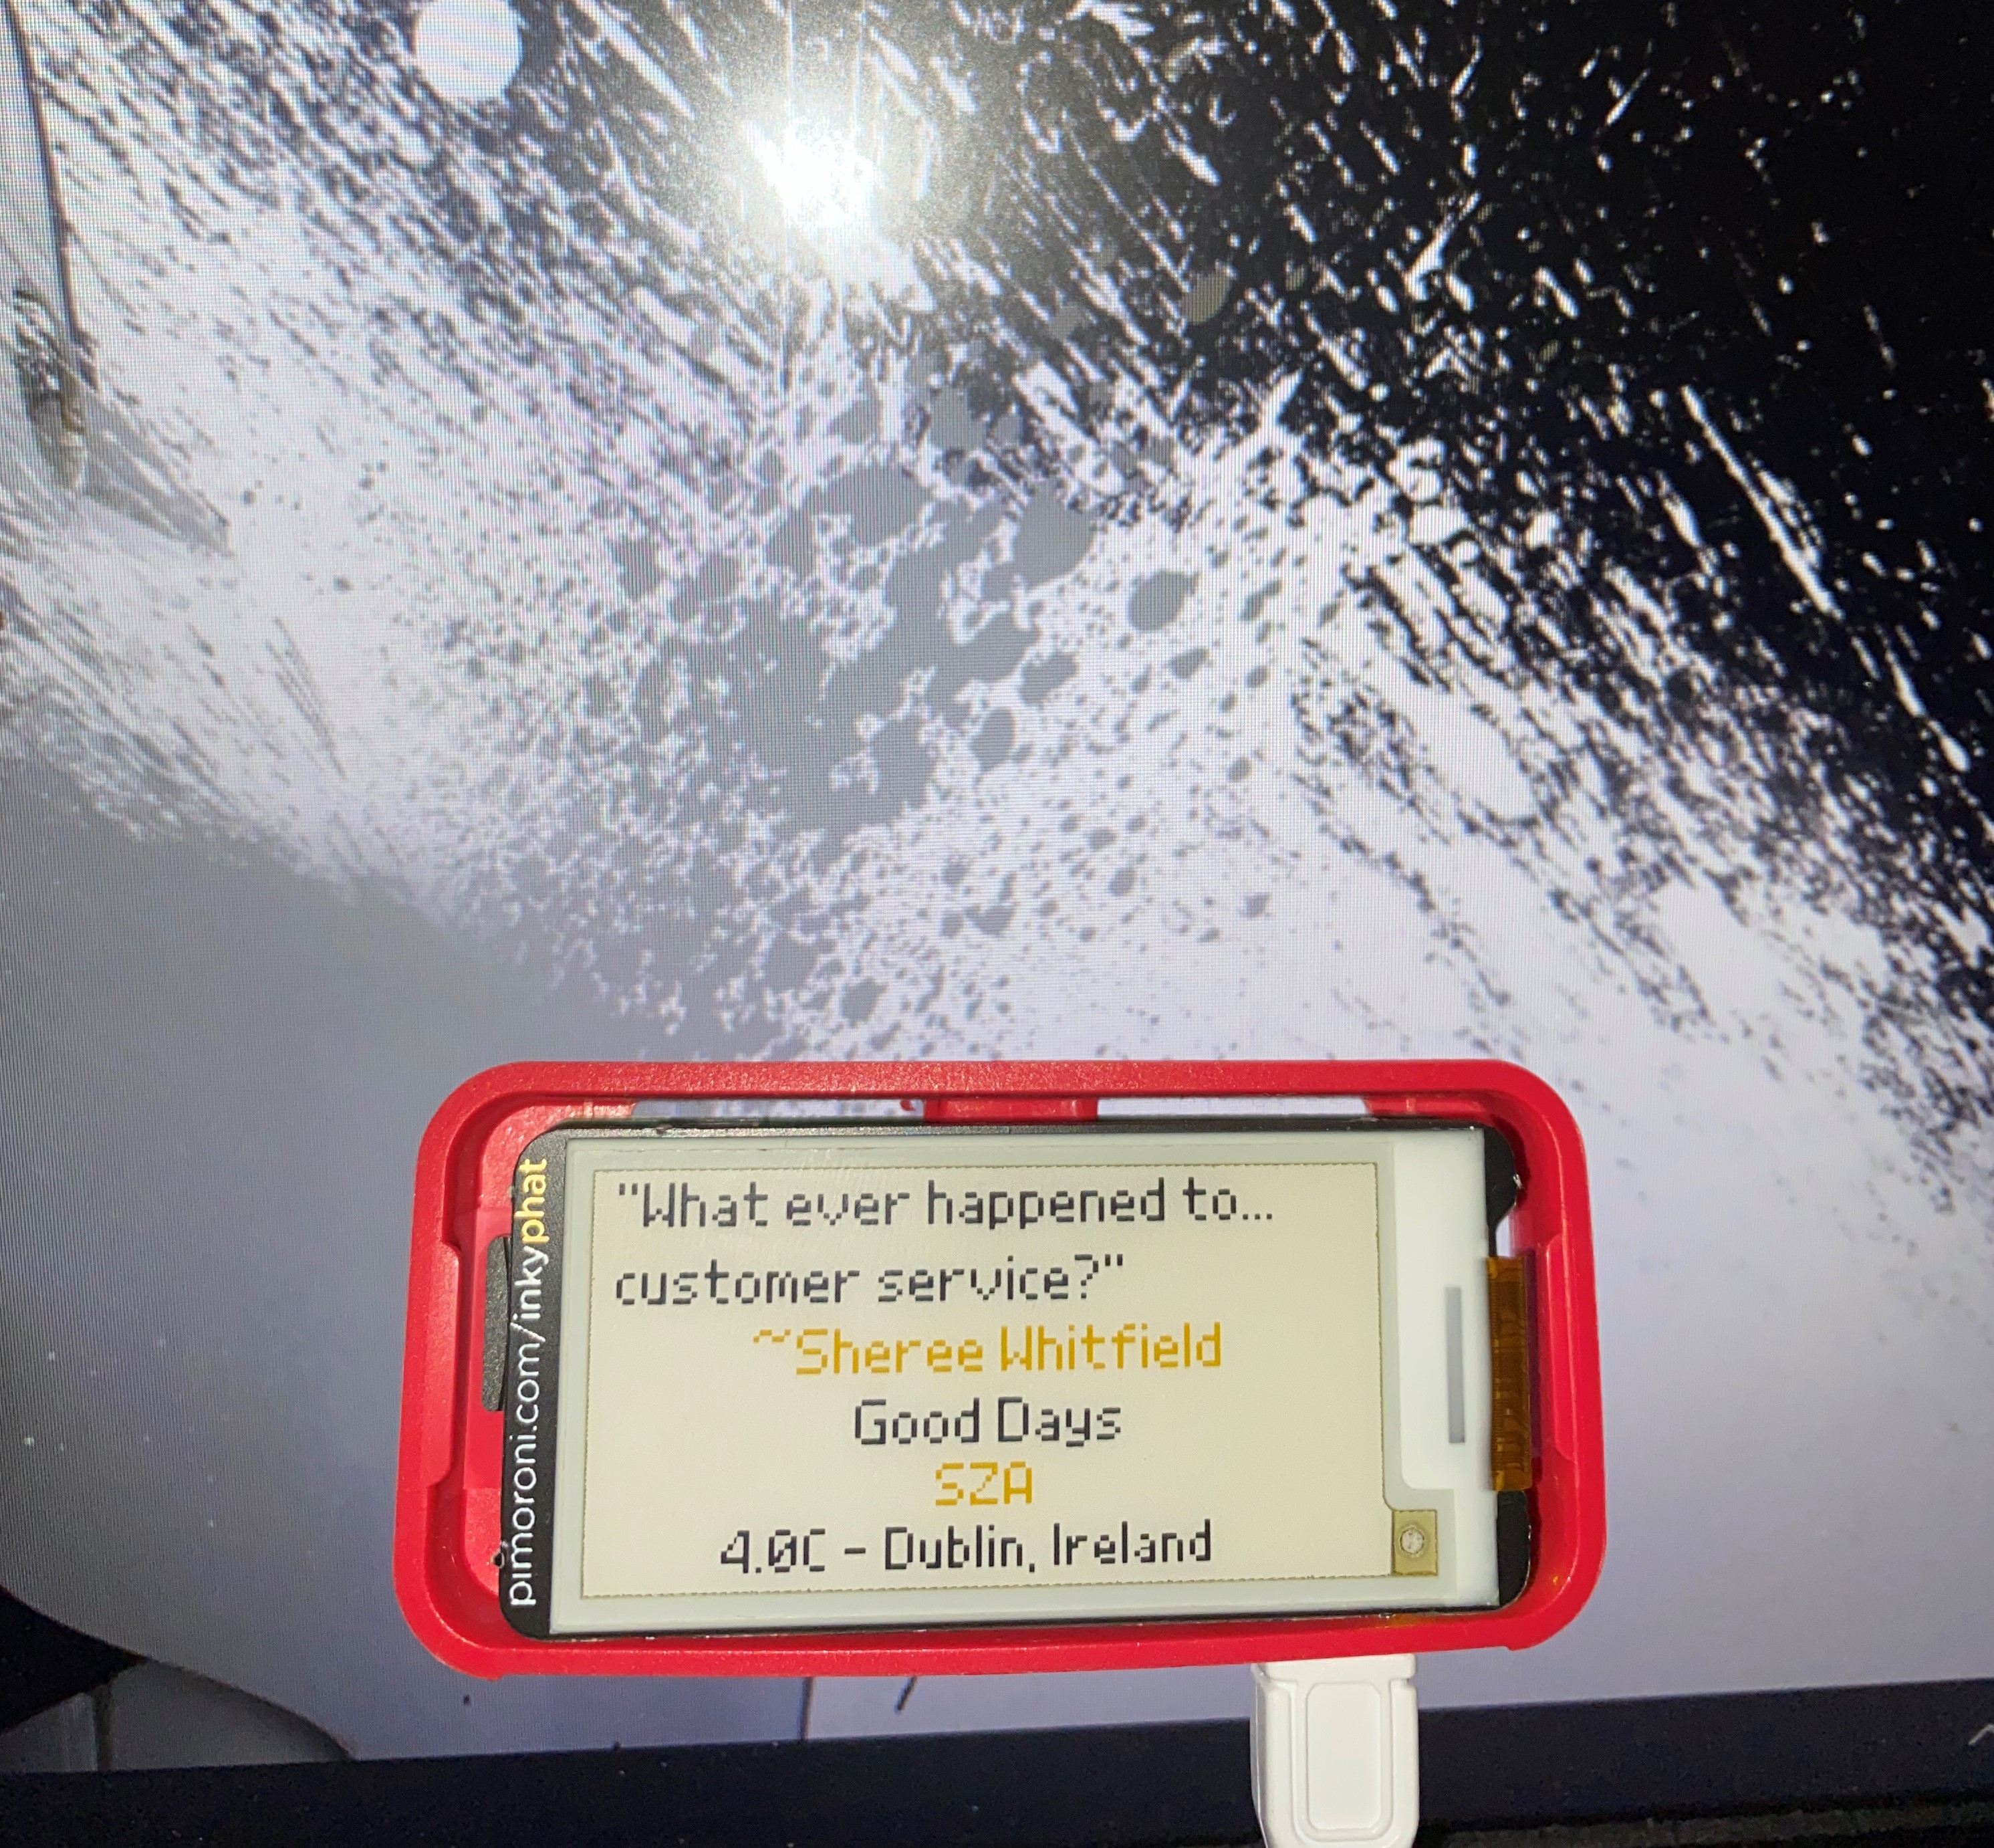 "What ever happened to...
customer service?"
~Sheree Whitfield
Good Days
SZA
4.0C - Dublin, Ireland
pimoroni.com/inkyphat